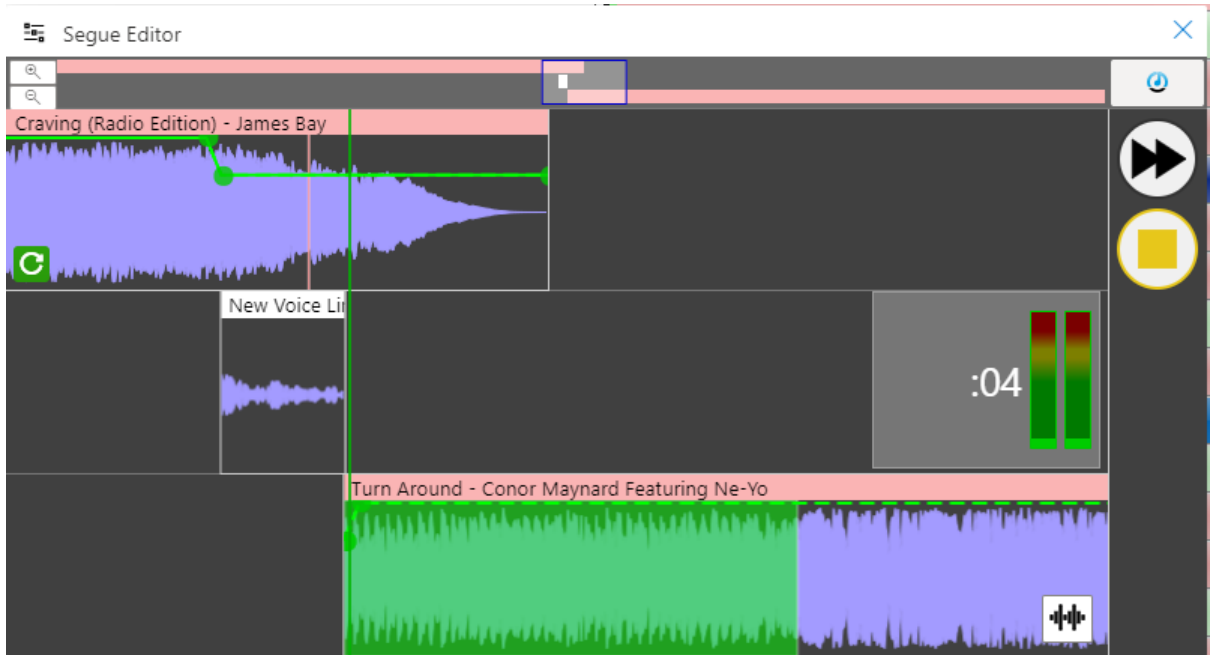 Segue Editor
Craving (Radio Edition) - James Bay
New Voice Li
:04
Turn Around - Conor Maynard Featuring Ne-Yo